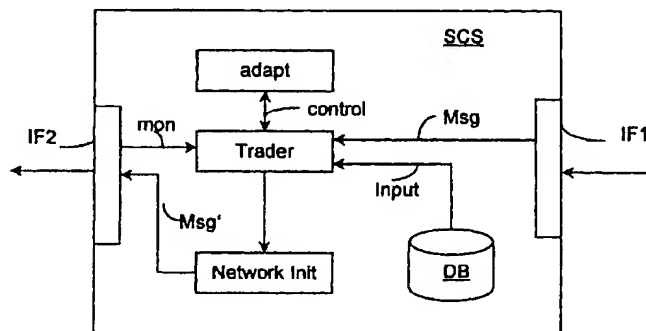 SCS
adapt
control
IF2
mon
Msg
IF1
Trader
Input
Msg'
Network Init
DB